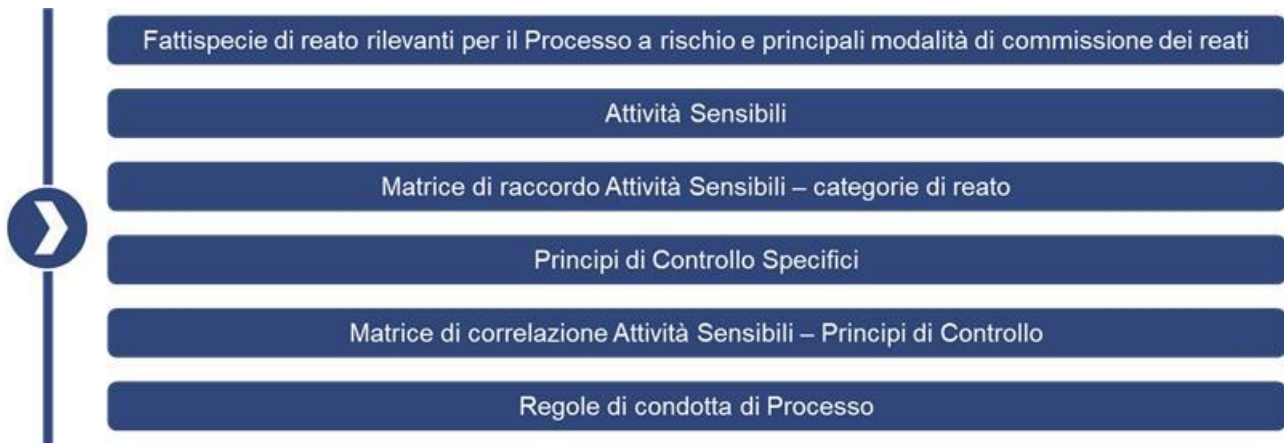 Fattispecie di reato rilevanti per il Processo a rischio e principali modalità di commissione dei reati
Attività Sensibili
Matrice di raccordo Attività Sensibili – categorie di reato
Principi di Controllo Specifici
Matrice di correlazione Attività Sensibili – Principi di Controllo
Regole di condotta di Processo